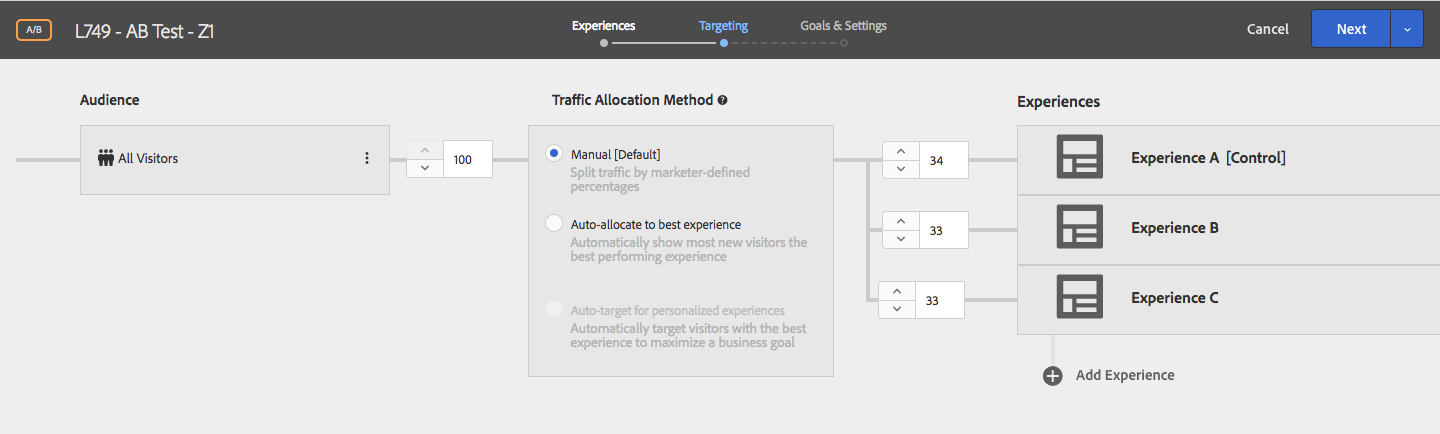 A/B
L749 - AB Test - Z1
Experiences
Targeting
Goals & Settings
Cancel
Next
Audience
Traffic Allocation Method ?
Experiences
All Visitors
100
Manual [Default]
Split traffic by marketer-defined
percentages
Auto-allocate to best experience
Automatically show most new visitors the
best performing experience
Auto-target for personalized experiences
Automatically target visitors with the best
experience to maximize a business goal
34
Experience A [Control]
33
Experience B
33
Experience C
Add Experience